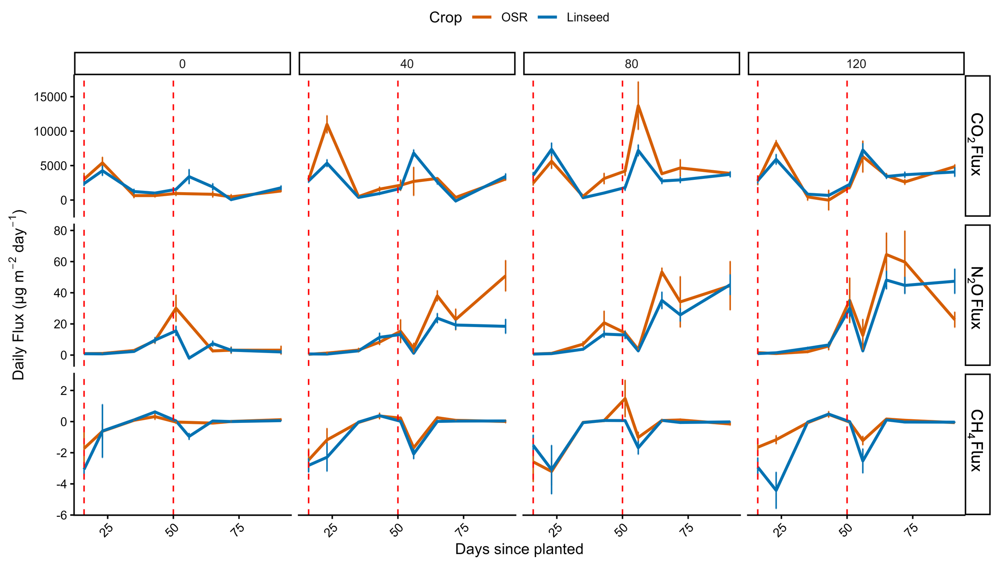 Crop OSR Linseed
0 40 80 120
15000
10000
5000
0
CO₂ Flux
80
60
40
20
0
N₂O Flux
2
0
-2
-4
-6
CH₄ Flux
Daily Flux (µg m⁻² day⁻¹)
25 50 75 25 50 75 25 50 75 25 50 75
Days since planted